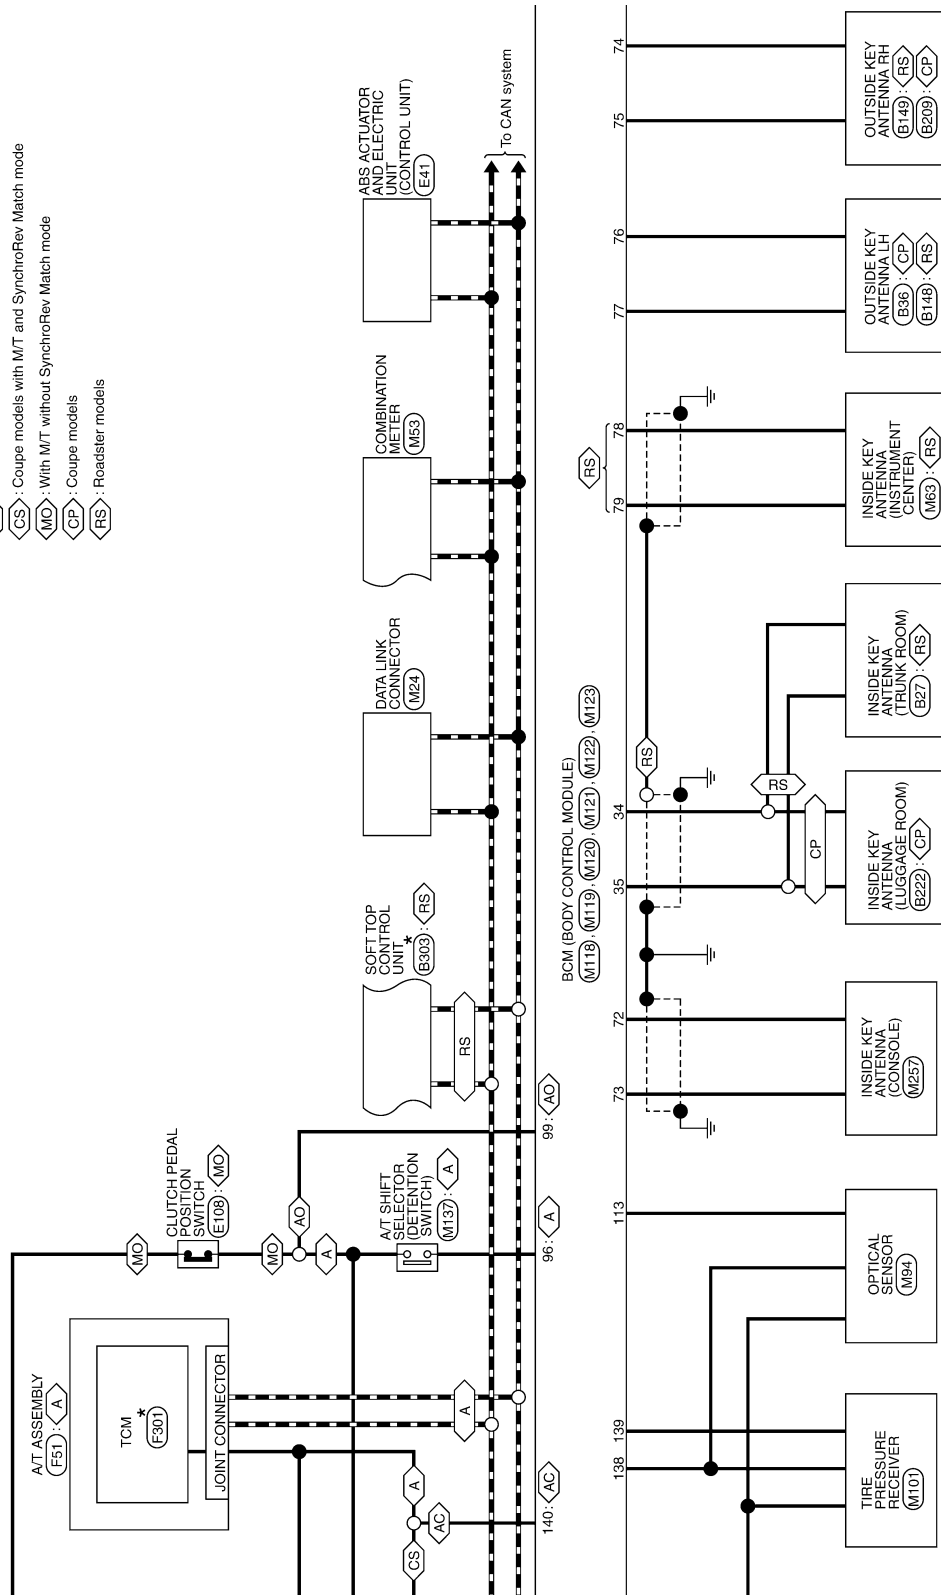 CS : Coupe models with M/T and SynchroRev Match mode
MO : With M/T without SynchroRev Match mode
CP : Coupe models
RS : Roadster models
A/T ASSEMBLY
F51 : A
TCM
*
F301
JOINT CONNECTOR
CLUTCH PEDAL
POSITION
SWITCH
E108 : MO
MO
MO
AO
A
A/T SHIFT
SELECTOR
(DETENTION
SWITCH)
M137 : A
A
A
AC
CS
SOFT TOP
CONTROL
UNIT *
B303 : RS
RS
DATA LINK
CONNECTOR
M24
COMBINATION
METER
M53
ABS ACTUATOR
AND ELECTRIC
UNIT
(CONTROL UNIT)
E41
To CAN system
140 : AC
96 : A
99 : AO
BCM (BODY CONTROL MODULE)
M118 , M119 , M120 , M121 , M122 , M123
138
139
113
73
72
35
34
79
78
77
76
75
74
RS
RS
RS
CP
TIRE
PRESSURE
RECEIVER
M101
OPTICAL
SENSOR
M94
INSIDE KEY
ANTENNA
(CONSOLE)
M257
INSIDE KEY
ANTENNA
(LUGGAGE ROOM)
B222 : CP
INSIDE KEY
ANTENNA
(TRUNK ROOM)
B27 : RS
INSIDE KEY
ANTENNA
(INSTRUMENT
CENTER)
M63 : RS
OUTSIDE KEY
ANTENNA LH
B36 : CP
B148 : RS
OUTSIDE KEY
ANTENNA RH
B149 : RS
B209 : CP